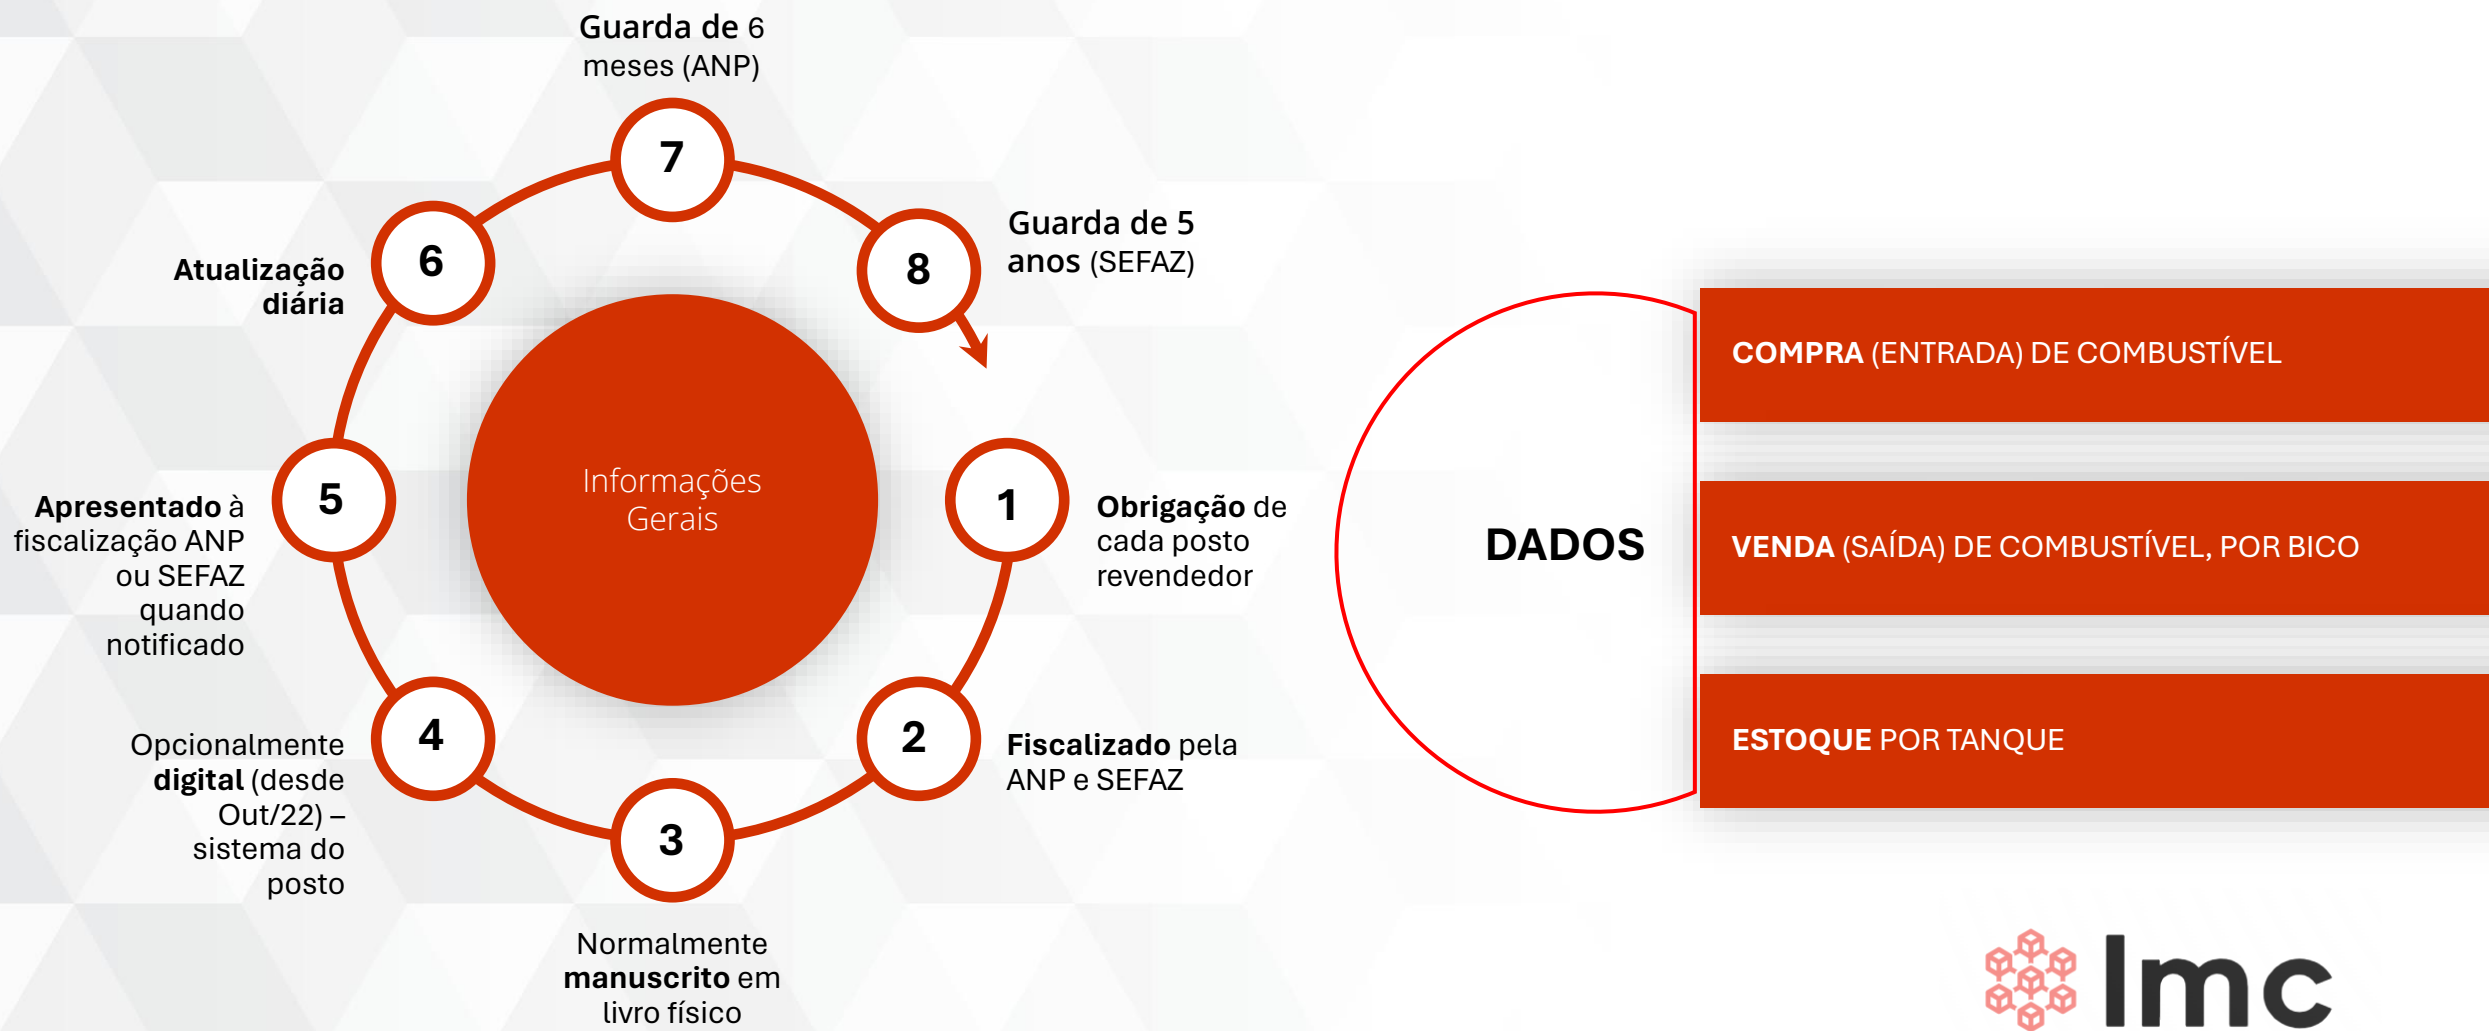 Guarda de 6
meses (ANP)
7
Guarda de 5
anos (SEFAZ)
8
6
Atualização
diária
Informações
Gerais
5
Apresentado à
fiscalização ANP
ou SEFAZ
quando
notificado
1
Obrigação de
cada posto
revendedor
4
Opcionalmente
digital (desde
Out/22) –
sistema do
posto
2
Fiscalizado pela
ANP e SEFAZ
3
Normalmente
manuscrito em
livro físico
DADOS
COMPRA (ENTRADA) DE COMBUSTÍVEL
VENDA (SAÍDA) DE COMBUSTÍVEL, POR BICO
ESTOQUE POR TANQUE
lmc